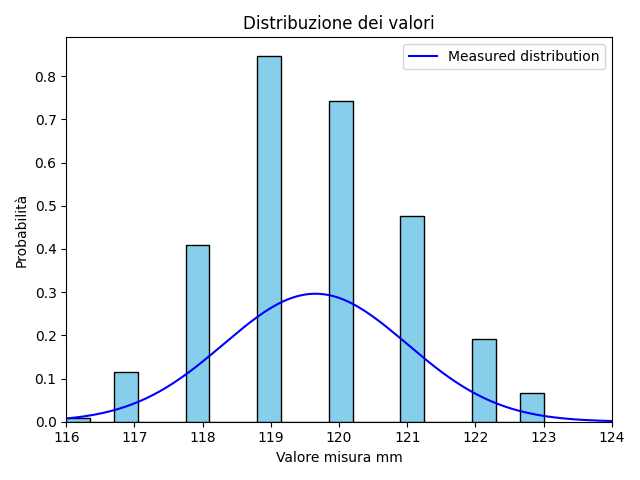 Distribuzione dei valori
Measured distribution
Probabilità
0.8
0.7
0.6
0.5
0.4
0.3
0.2
0.1
0.0
116 117 118 119 120 121 122 123 124
Valore misura mm